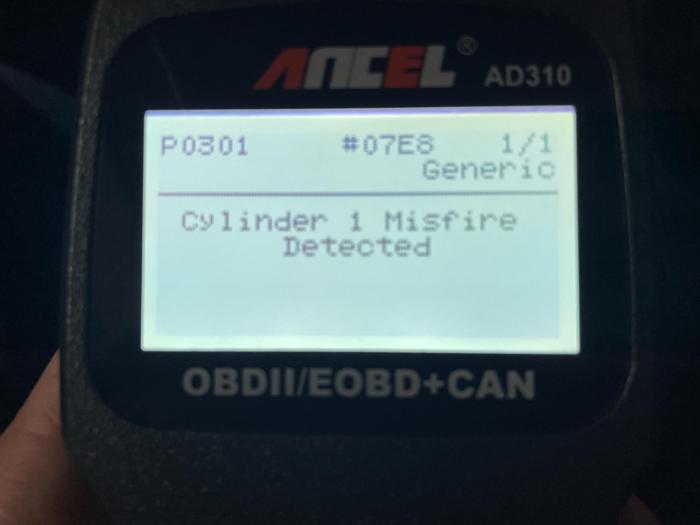 ANCEL® AD310
P0301 #07E8 1/1
Generic
Cylinder 1 Misfire
Detected
OBDII/EOBD+CAN